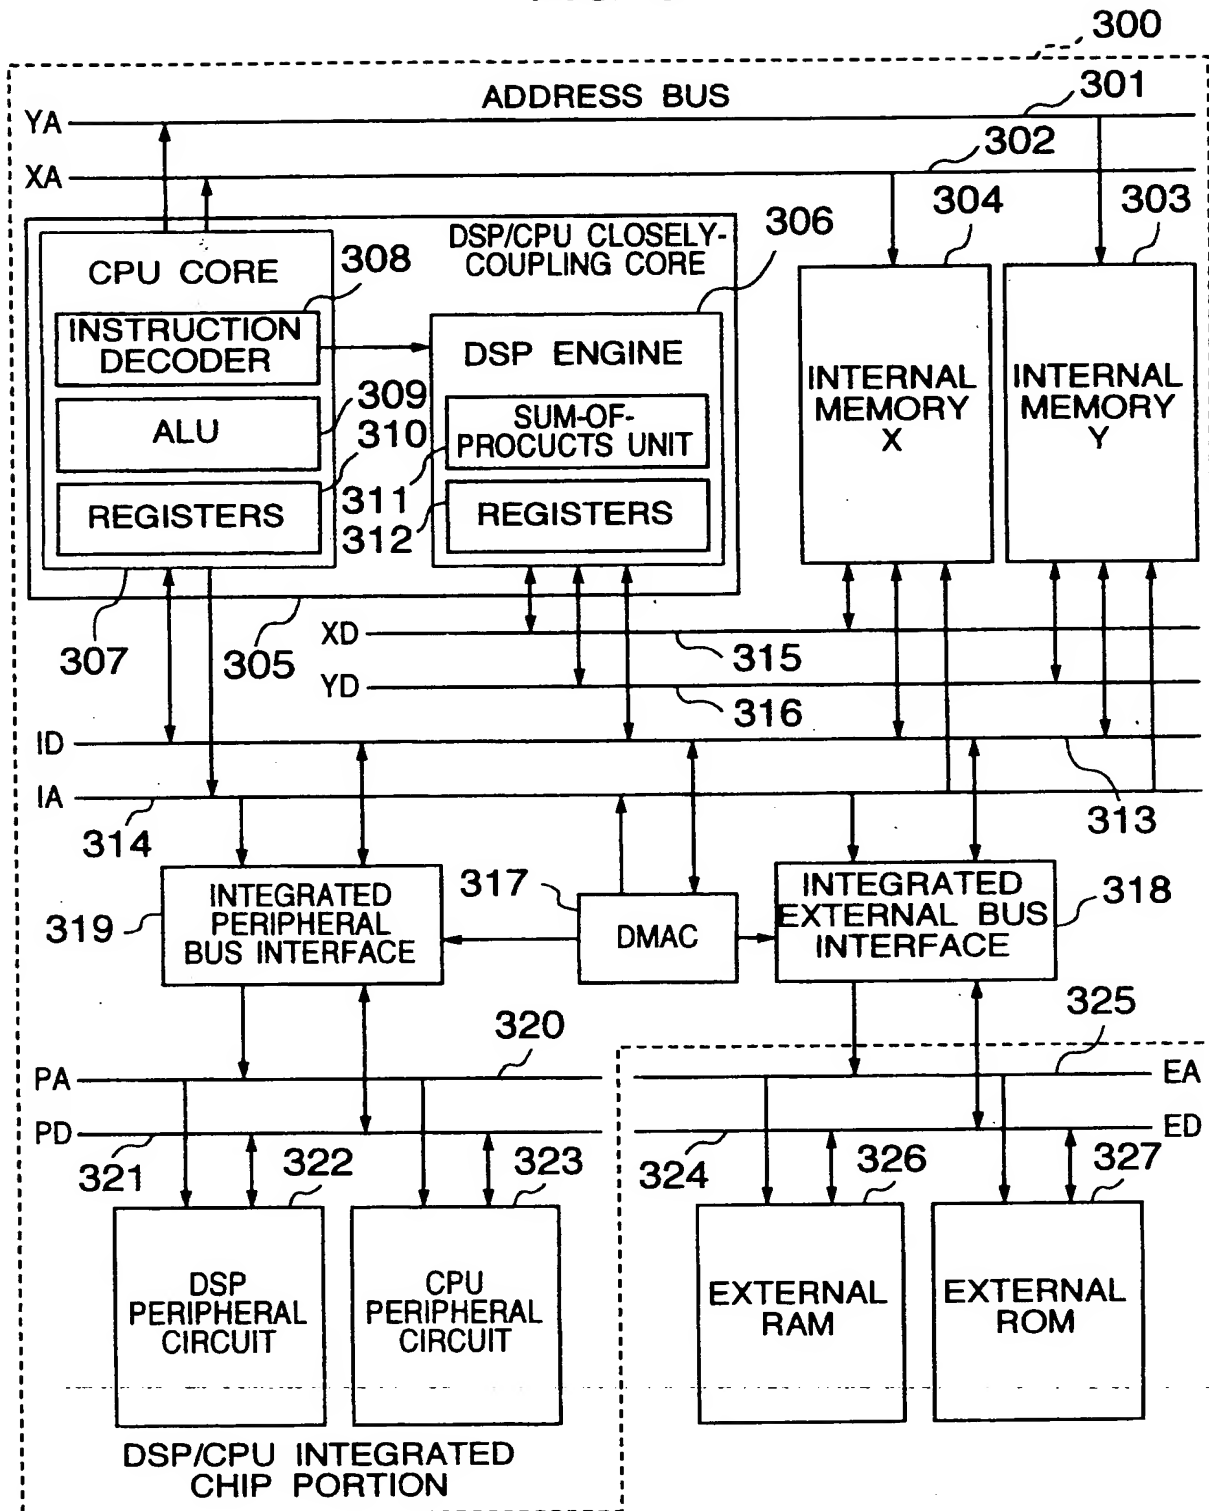 300
ADDRESS BUS
301
YA
302
XA
304
303
306
DSP/CPU CLOSELY-
COUPLING CORE
CPU CORE
308
INSTRUCTION
DECODER
DSP ENGINE
INTERNAL
MEMORY
X
INTERNAL
MEMORY
Y
309
ALU
310
SUM-OF-
PROCUCTS UNIT
311
REGISTERS
312
REGISTERS
307
305
XD
315
YD
316
ID
IA
314
313
317
318
319
INTEGRATED
PERIPHERAL
BUS INTERFACE
DMAC
INTEGRATED
EXTERNAL BUS
INTERFACE
320
325
PA
EA
PD
ED
321
322
323
324
326
327
DSP
PERIPHERAL
CIRCUIT
CPU
PERIPHERAL
CIRCUIT
EXTERNAL
RAM
EXTERNAL
ROM
DSP/CPU INTEGRATED
CHIP PORTION